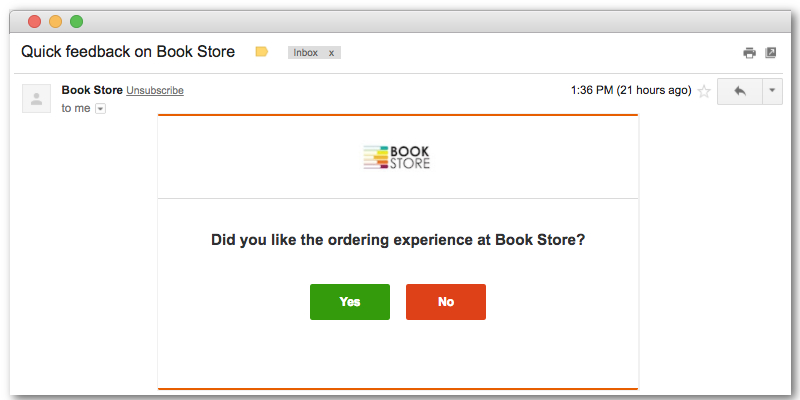 Quick feedback on Book Store
Inbox x
Book Store Unsubscribe
1:36 PM (21 hours ago)
to me
BOOK
STORE
Did you like the ordering experience at Book Store?
Yes
No